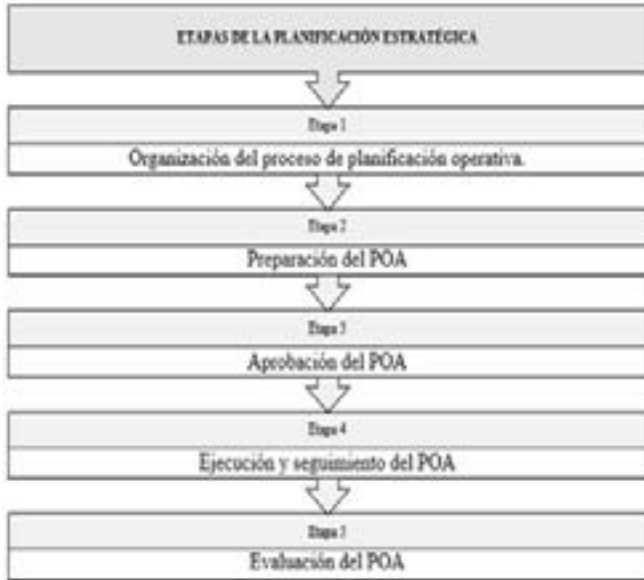 ETAPAS DE LA PLANIFICACIÓN ESTRATÉGICA
Etapa 1
Organización del proceso de planificación operativa.
Etapa 2
Preparación del POA
Etapa 3
Aprobación del POA
Etapa 4
Ejecución y seguimiento del POA
Etapa
Evaluación del POA